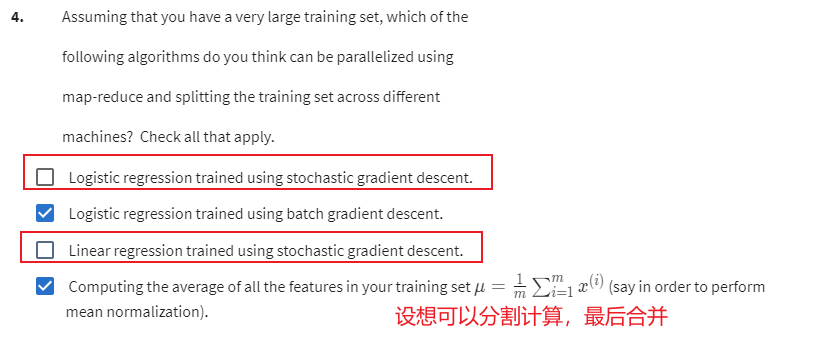 4. Assuming that you have a very large training set, which of the
following algorithms do you think can be parallelized using
map-reduce and splitting the training set across different
machines? Check all that apply.
Logistic regression trained using stochastic gradient descent.
Logistic regression trained using batch gradient descent.
Linear regression trained using stochastic gradient descent.
Computing the average of all the features in your training set μ = 1/m ∑_{i=1}^{m} x^{(i)} (say in order to perform
mean normalization).
设想可以分割计算，最后合并